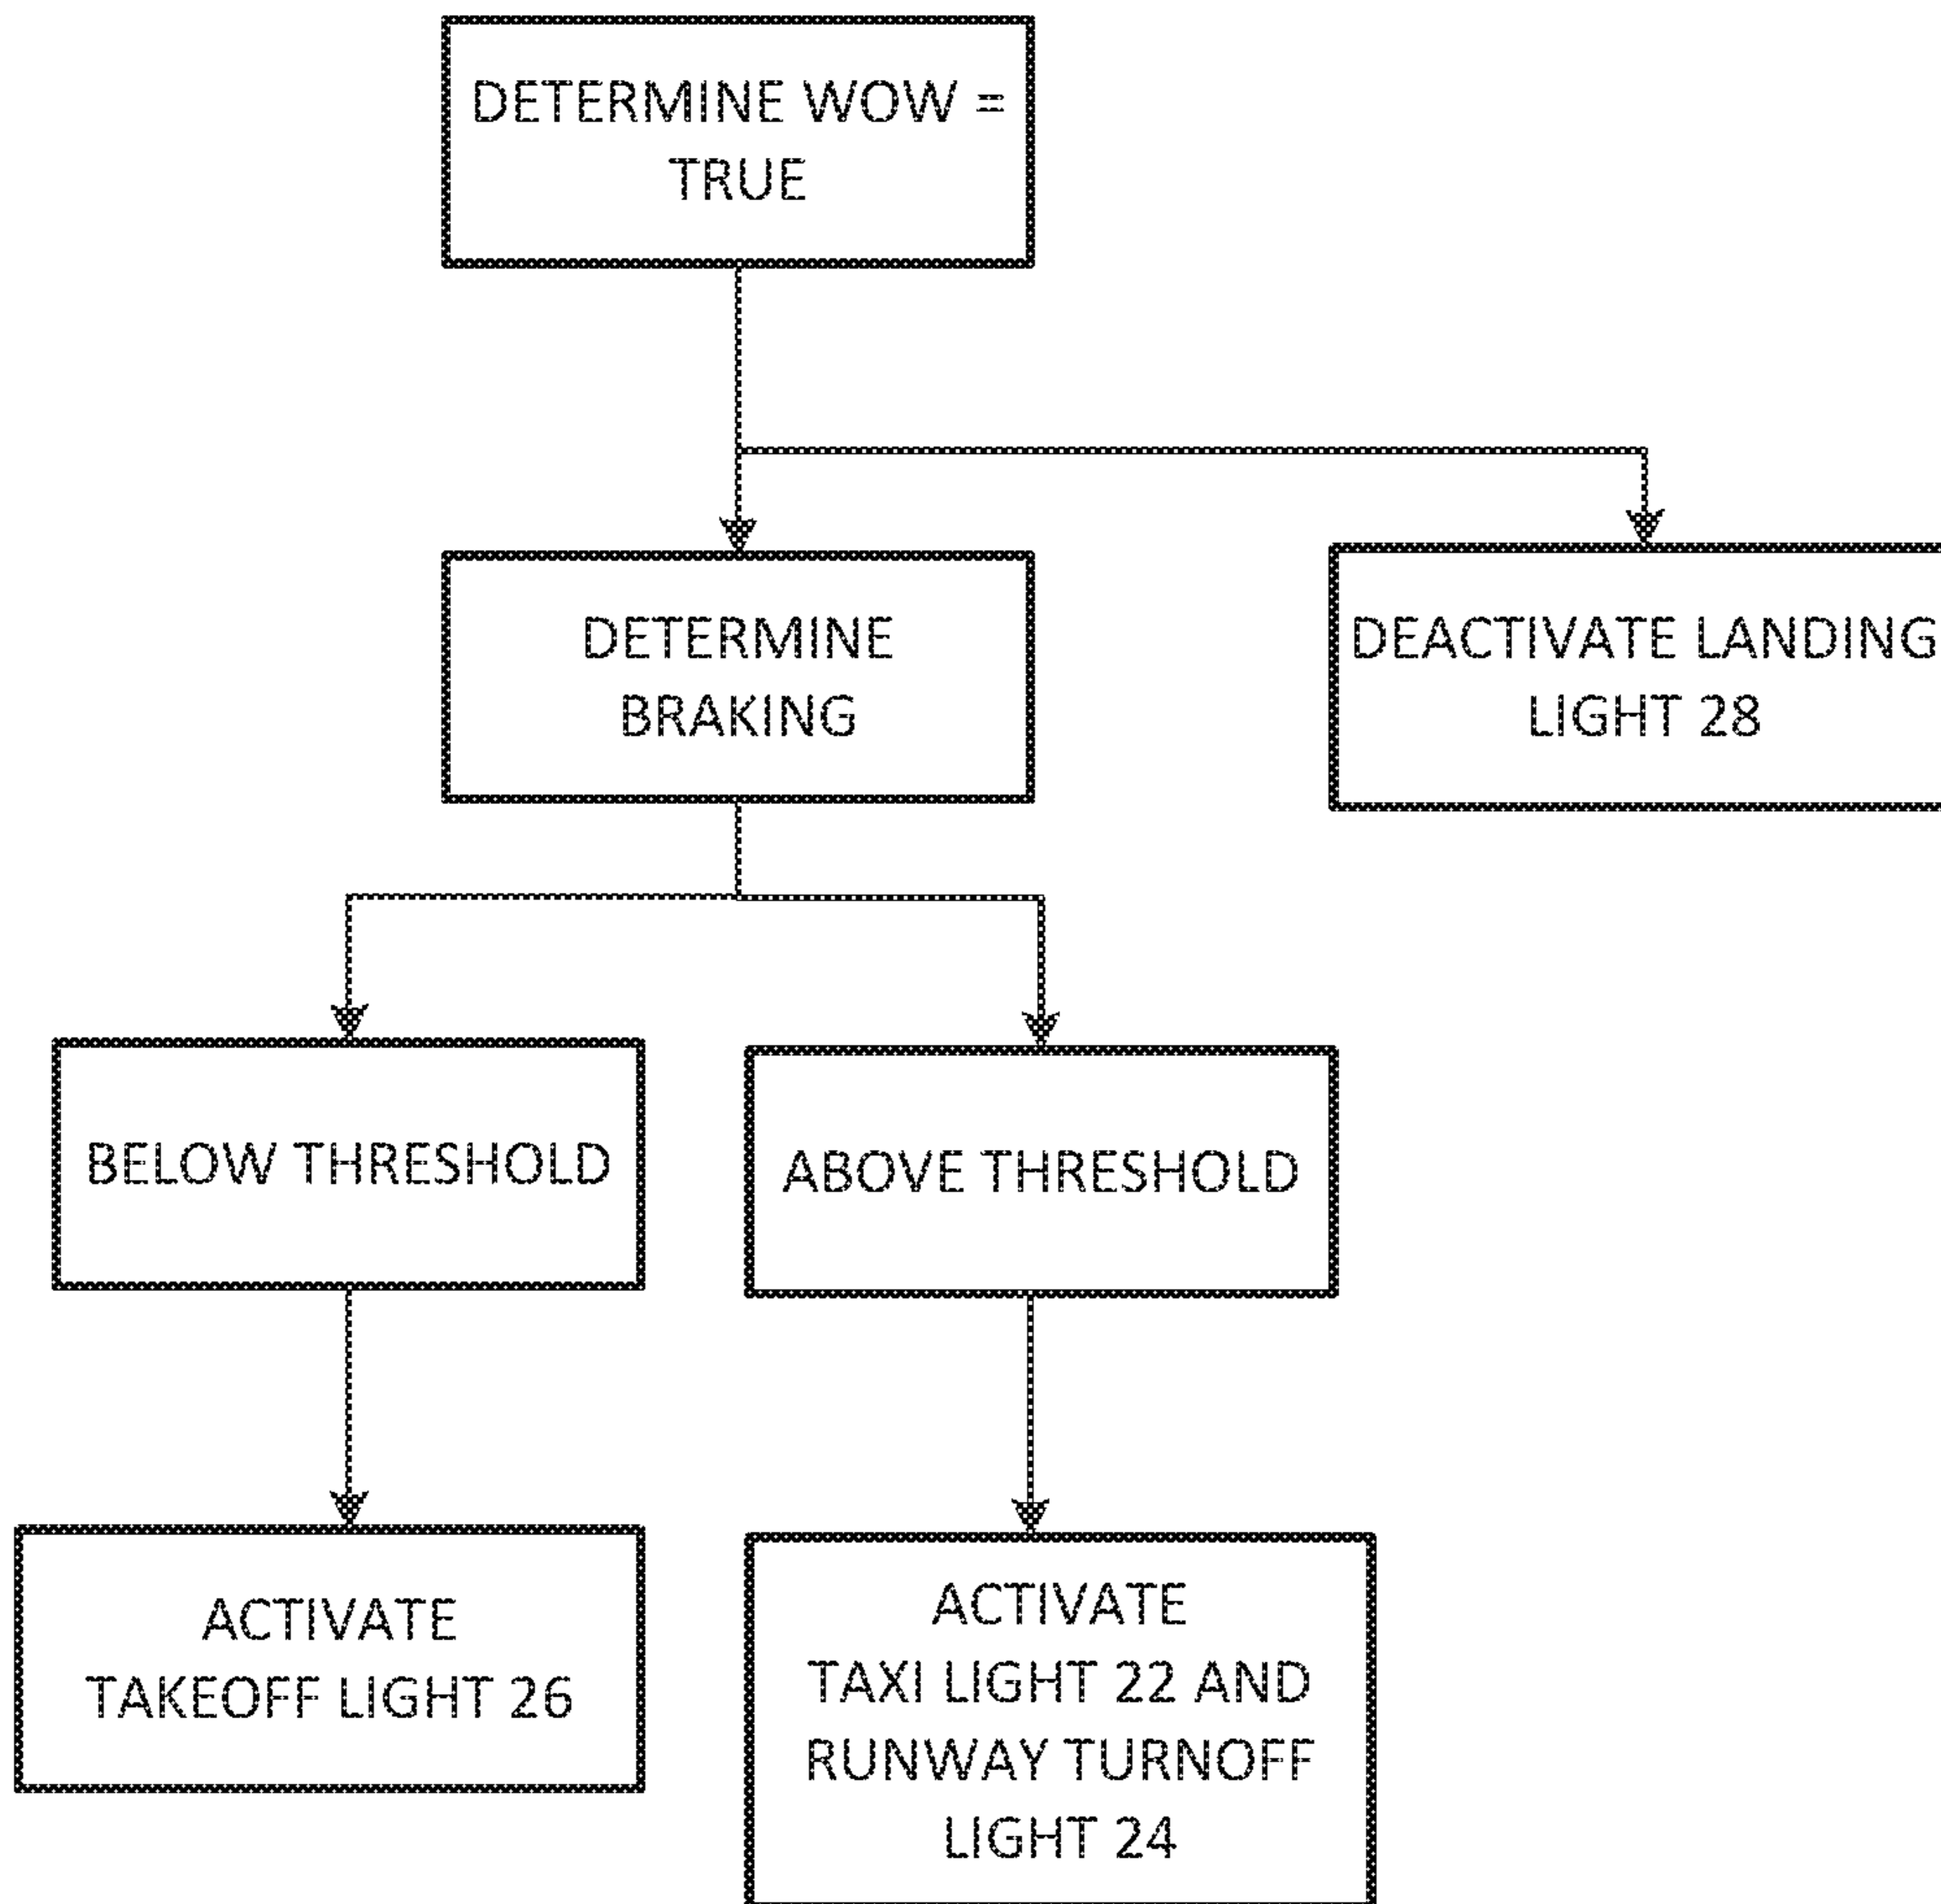 DETERMINE WOW =
TRUE
DETERMINE
BRAKING
DEACTIVATE LANDING
LIGHT 28
BELOW THRESHOLD
ABOVE THRESHOLD
ACTIVATE
TAKEOFF LIGHT 26
ACTIVATE
TAXI LIGHT 22 AND
RUNWAY TURNOFF
LIGHT 24